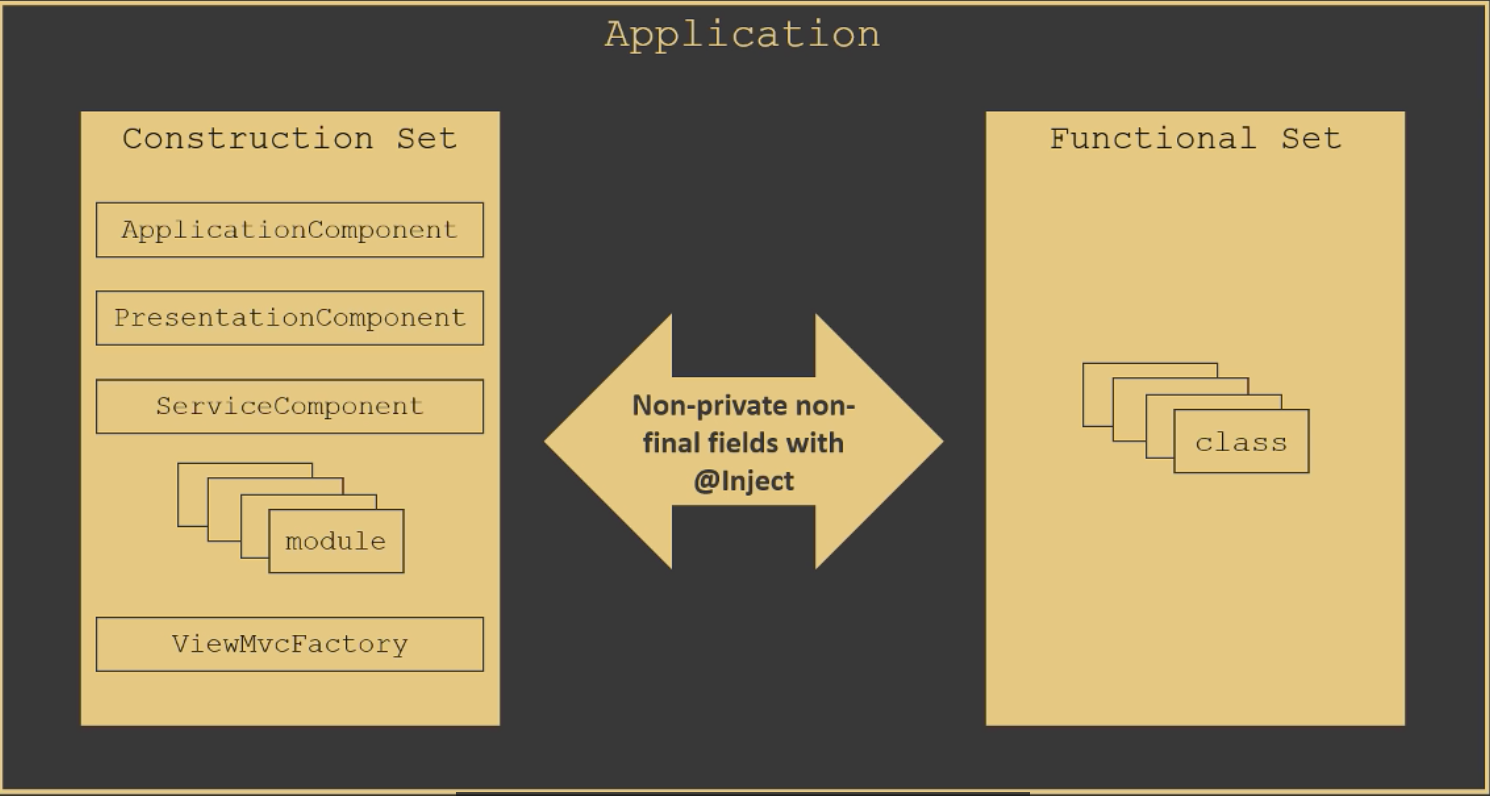 Application
Construction Set
ApplicationComponent
PresentationComponent
ServiceComponent
module
ViewMvcFactory
Non-private non-
final fields with
@Inject
Functional Set
class